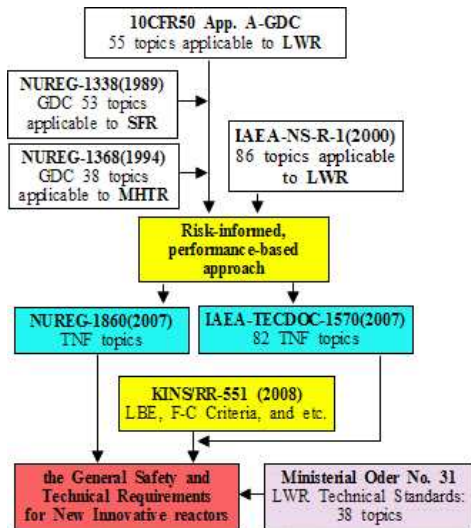 10CFR50 App. A-GDC
55 topics applicable to LWR
NUREG-1338(1989)
GDC 53 topics
applicable to SFR
NUREG-1368(1994)
GDC 38 topics
applicable to MHTR
IAEA-NS-R-1(2000)
86 topics applicable
to LWR
Risk-informed,
performance-based
approach
NUREG-1860(2007)
TNF topics
IAEA-TECDOC-1570(2007)
82 TNF topics
KINS/RR-551 (2008)
LBE, F-C Criteria, and etc.
the General Safety and
Technical Requirements
for New Innovative reactors
Ministerial Oder No. 31
LWR Technical Standards:
38 topics